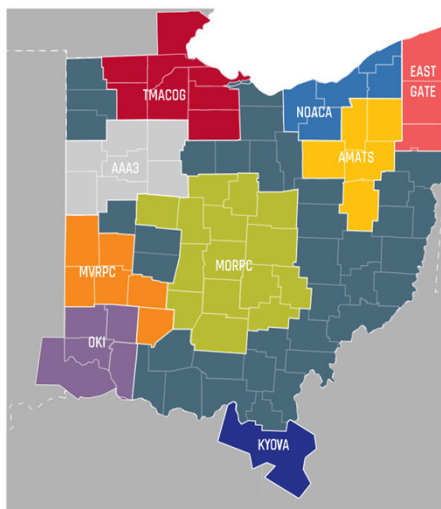 EAST
GATE
TMACOG
NOACA
AMATS
AAA3
MORPC
MVRPC
OKI
KYOVA